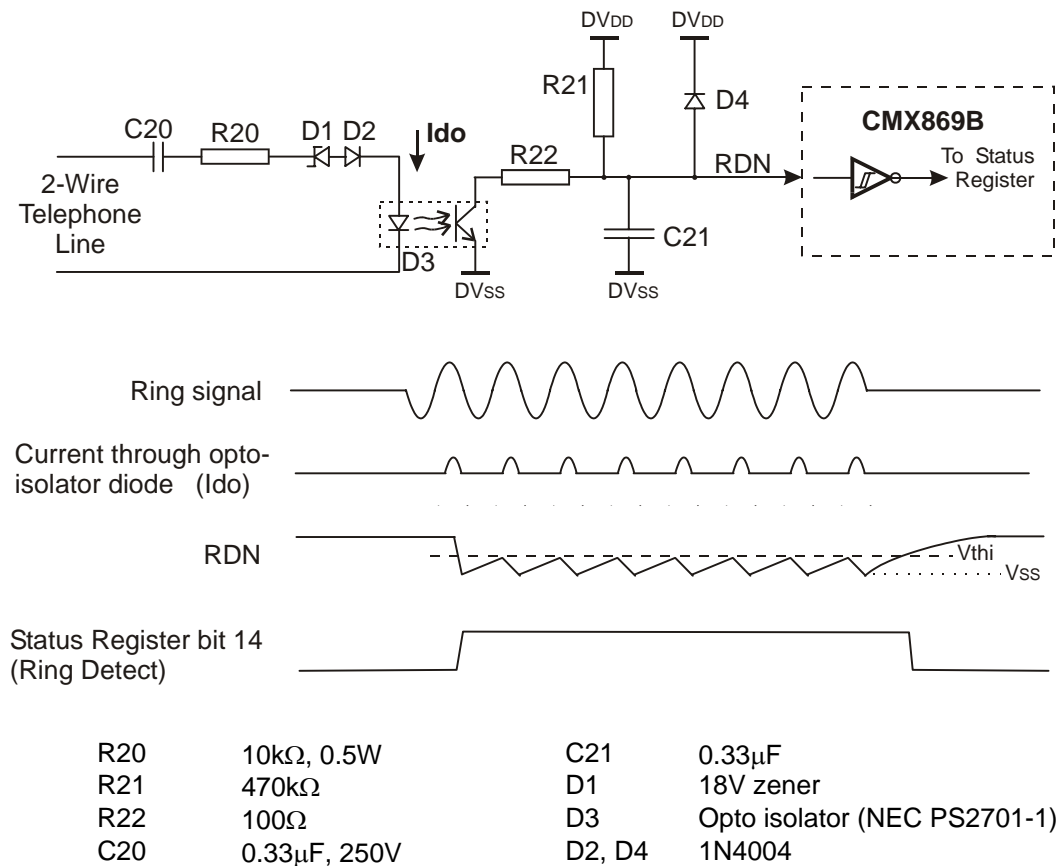 DVDD DVDD
R21
D4
C20 R20 D1 D2 Ido
R22
RDN
CMX869B
To Status
Register
2-Wire
Telephone
Line
D3
C21
DVSS
DVSS
Ring signal
Current through opto-
isolator diode (Ido)
RDN
Vthi
VSS
Status Register bit 14
(Ring Detect)
R20 10kΩ, 0.5W C21 0.33μF
R21 470kΩ D1 18V zener
R22 100Ω D3 Opto isolator (NEC PS2701-1)
C20 0.33μF, 250V D2, D4 1N4004